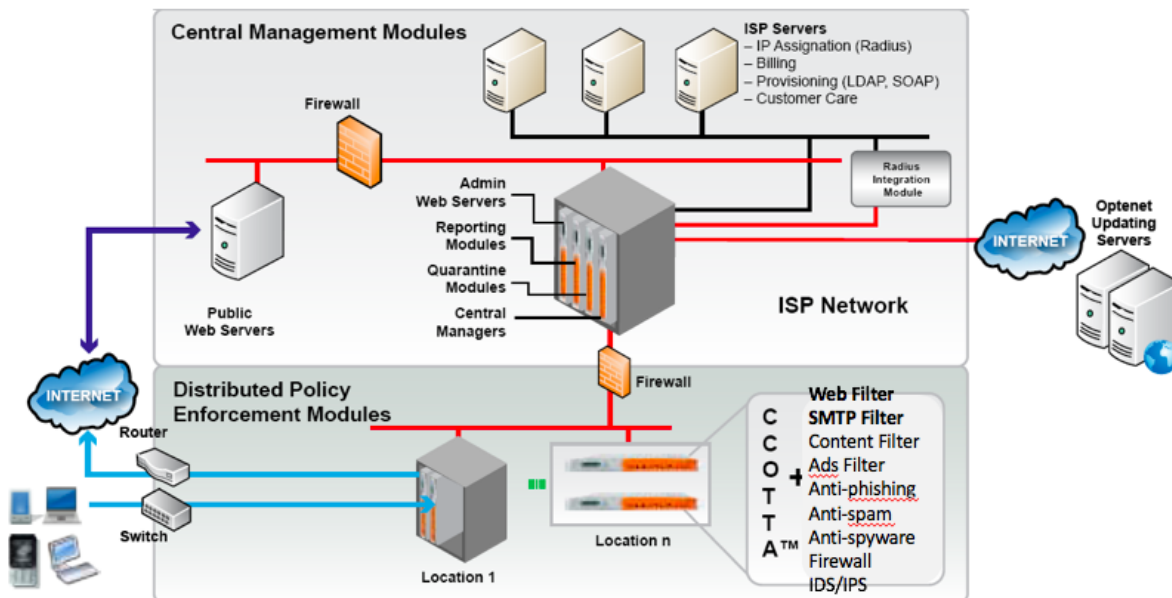 Central Management Modules
ISP Servers
– IP Assignation (Radius)
– Billing
– Provisioning (LDAP, SOAP)
– Customer Care
Firewall
Radius
Integration
Module
Admin
Web Servers
Reporting
Modules
Quarantine
Modules
Central
Managers
Optenet
Updating
Servers
INTERNET
ISP Network
Public
Web Servers
INTERNET
Firewall
Distributed Policy
Enforcement Modules
Router
Switch
Location 1
Location n
C
C
O
T
T
A™
+
Web Filter
SMTP Filter
Content Filter
Ads Filter
Anti-phishing
Anti-spam
Anti-spyware
Firewall
IDS/IPS